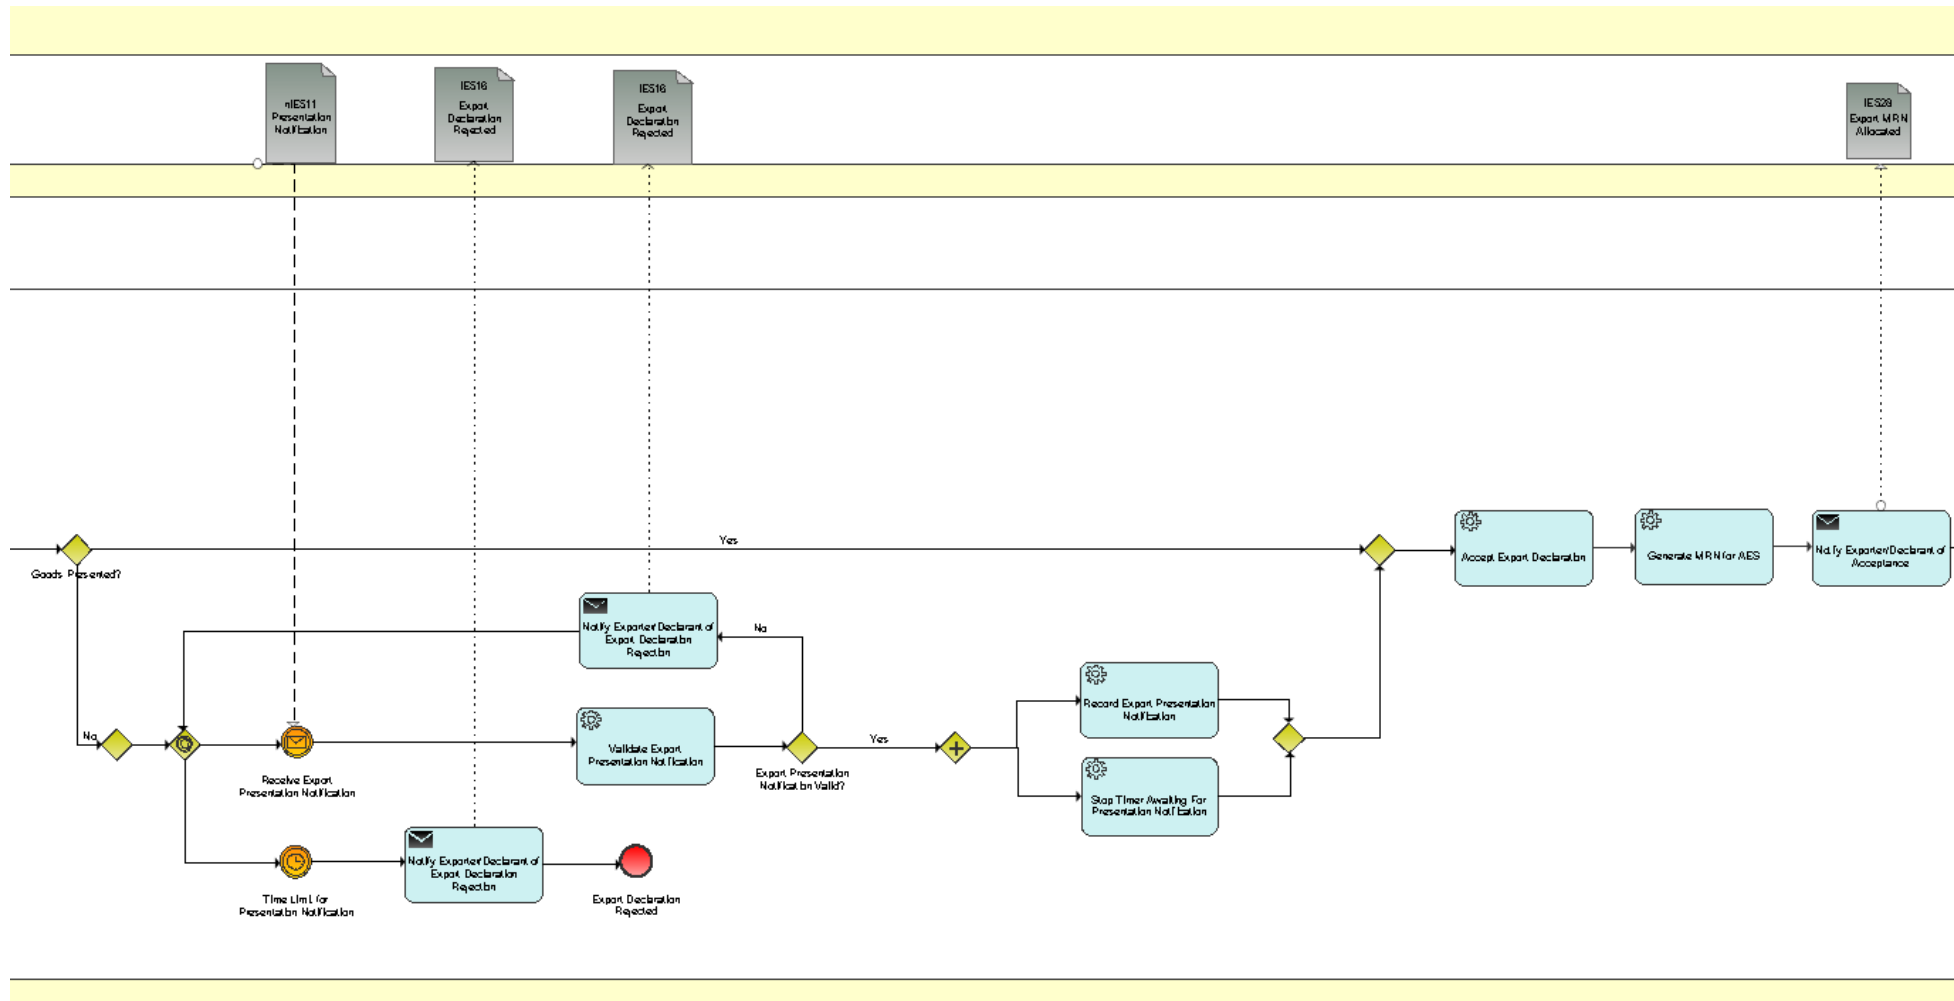 nIES11
Presentation
Notification
IES16
Export
Declaration
Rejected
IES16
Export
Declaration
Rejected
IES28
Export MRN
Allocated
Yes
Goods Presented?
Accept Export Declaration
Generate MRN for AES
Notify Exporter/Declarant of
Acceptance
Notify Exporter/Declarant of
Export Declaration
Rejection
No
Record Export Presentation
Notification
No
Validate Export
Presentation Notification
Yes
Receive Export
Presentation Notification
Export Presentation
Notification Valid?
Stop Timer Awaiting For
Presentation Notification
Notify Exporter/Declarant of
Export Declaration
Rejection
Time Limit for
Presentation Notification
Export Declaration
Rejected